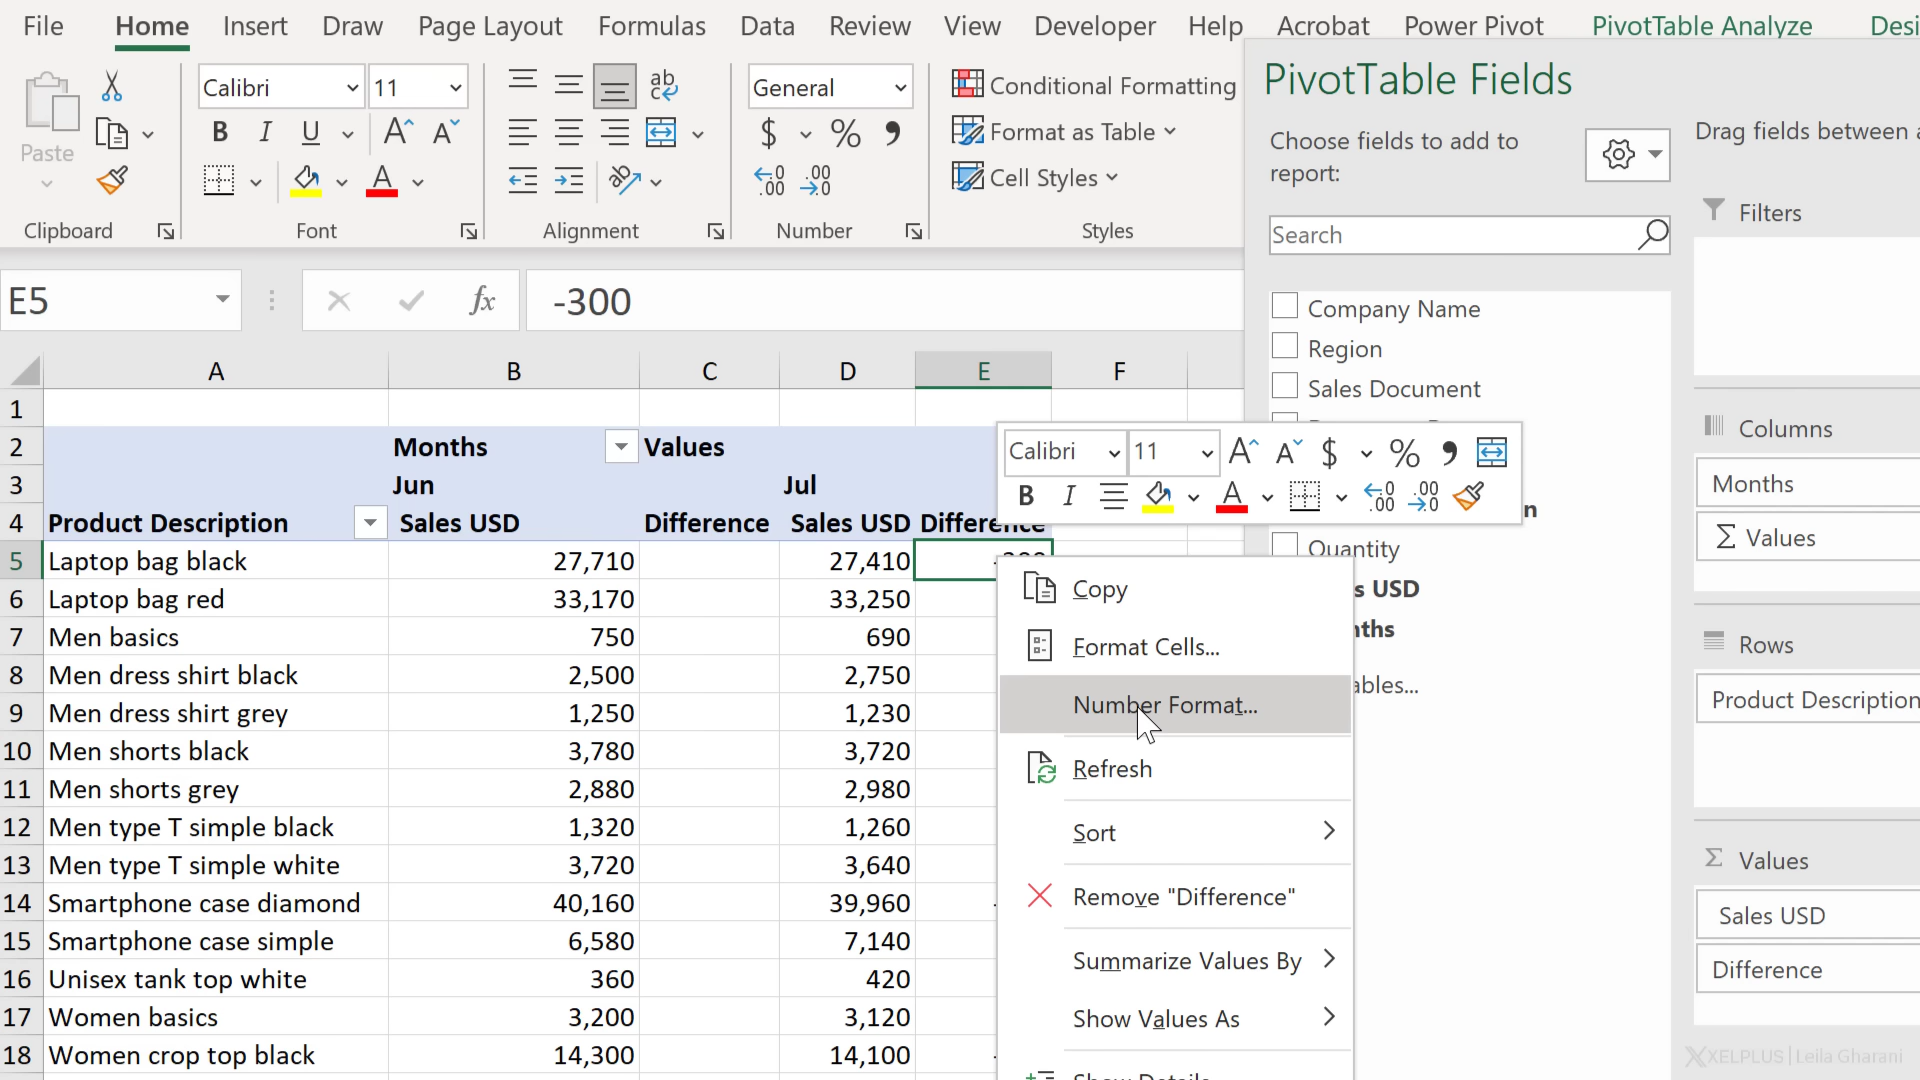 File Home Insert Draw Page Layout Formulas Data Review View Developer Help Acrobat Power Pivot PivotTable Analyze
Paste
Clipboard
Calibri 11
B I U
Font
Alignment
General
$ % ,
Number
Conditional Formatting
Format as Table
Cell Styles
Styles
E5 fx -300
A B C D E F
1
2 Months Values
3 Jun Jul
4 Product Description Sales USD Difference Sales USD Difference
5 Laptop bag black 27,710 27,410
6 Laptop bag red 33,170 33,250
7 Men basics 750 690
8 Men dress shirt black 2,500 2,750
9 Men dress shirt grey 1,250 1,230
10 Men shorts black 3,780 3,720
11 Men shorts grey 2,880 2,980
12 Men type T simple black 1,320 1,260
13 Men type T simple white 3,720 3,640
14 Smartphone case diamond 40,160 39,960
15 Smartphone case simple 6,580 7,140
16 Unisex tank top white 360 420
17 Women basics 3,200 3,120
18 Women crop top black 14,300 14,100
Calibri 11 $ % ,
B I A
Copy
Format Cells...
Number Format...
Refresh
Sort
Remove "Difference"
Summarize Values By
Show Values As
Show Details
PivotTable Fields
Choose fields to add to
report:
Search
Company Name
Region
Sales Document
Quantity
s USD
nths
ables...
Drag fields between
Filters
Columns
Months
Σ Values
Rows
Product Description
Σ Values
Sales USD
Difference
XELPLUS | Leila Gharani